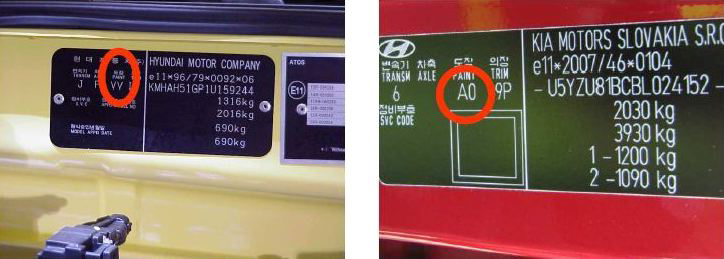 HYUNDAI MOTOR COMPANY
e11*96/79*0092*06
KMHAH51GP1U159244
1316kg
2016kg
690kg
690kg
PAINT
VV
MODEL APPRO DATE
ATOS
E11
KIA MOTORS SLOVAKIA S.R.O
e11*2007/46*0104
-U5YZU81BCBL024152-
2030 kg
3930 kg
1 -1200 kg
2 -1090 kg
변속기 차축 도장 의장
TRANSM AXLE PAINT TRIM
6 A0 9P
정비부호
SVC CODE